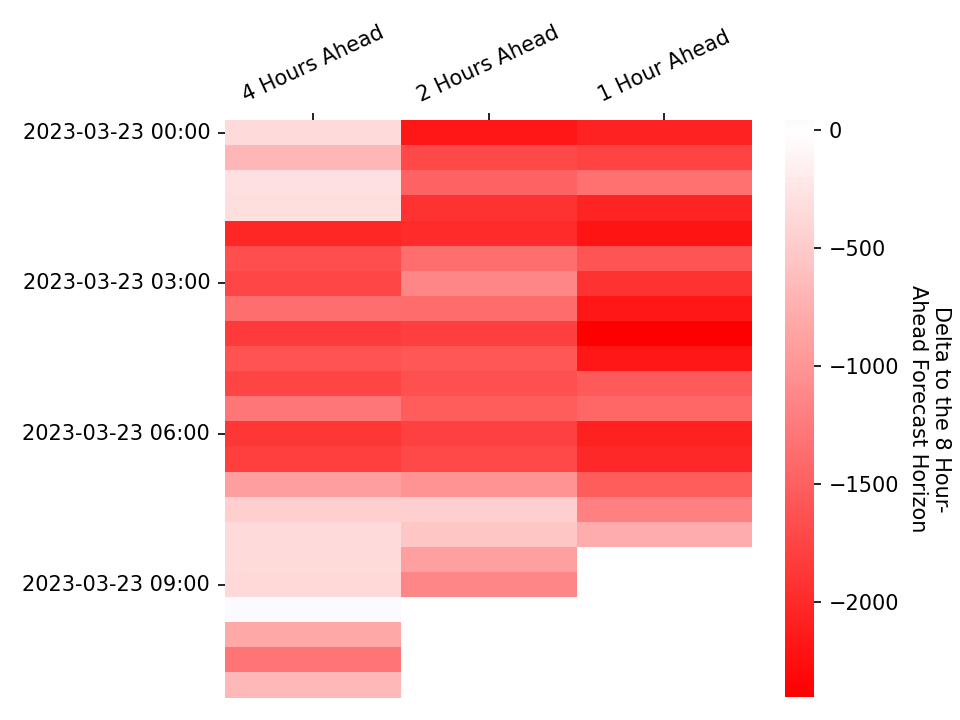 4 Hours Ahead
2 Hours Ahead
1 Hour Ahead
2023-03-23 00:00
2023-03-23 03:00
2023-03-23 06:00
2023-03-23 09:00
0
−500
−1000
−1500
−2000
Delta to the 8 Hour-
Ahead Forecast Horizon